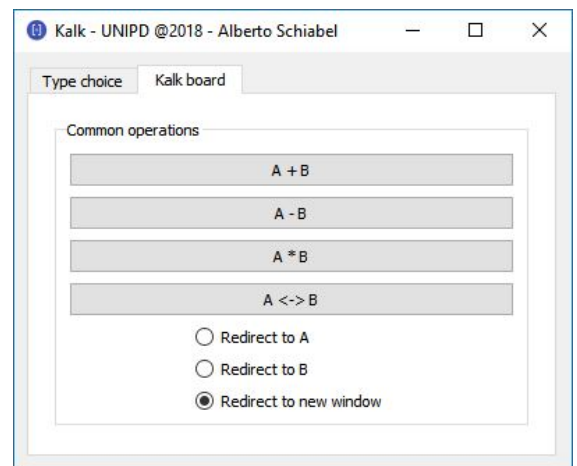 Kalk - UNIPD @2018 - Alberto Schiabel
Type choice Kalk board
Common operations
A + B
A - B
A * B
A <-> B
Redirect to A
Redirect to B
Redirect to new window